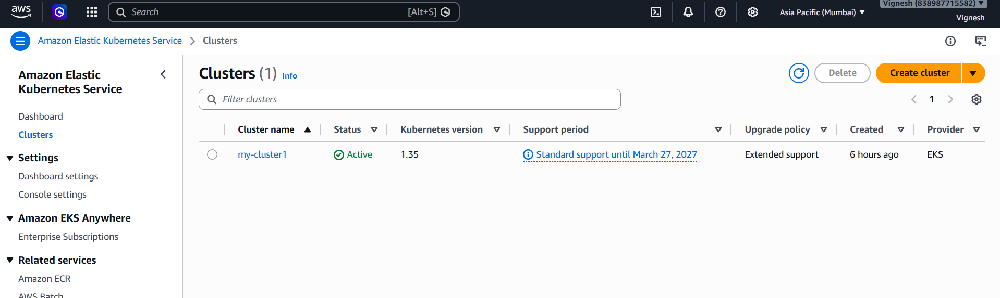 aws
Search [Alt+S]
Asia Pacific (Mumbai)
Vignesh (838987715582)
Vignesh
Amazon Elastic Kubernetes Service > Clusters
Amazon Elastic
Kubernetes Service
Dashboard
Clusters
Settings
Dashboard settings
Console settings
Amazon EKS Anywhere
Enterprise Subscriptions
Related services
Amazon ECR
AWS Batch
Clusters (1) Info
Delete
Create cluster
Filter clusters
1
Cluster name Status Kubernetes version Support period Upgrade policy Created Provider
my-cluster1 Active 1.35 Standard support until March 27, 2027 Extended support 6 hours ago EKS